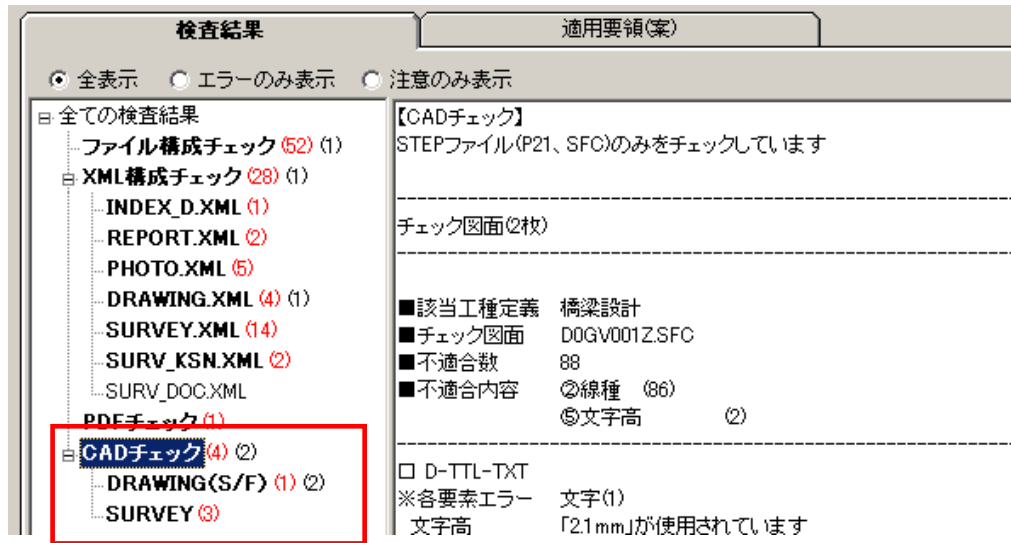 検査結果
適用要領(案)
全表示 エラーのみ表示 注意のみ表示
全ての検査結果
ファイル構成チェック (52) (1)
XML構成チェック (28) (1)
INDEX_D.XML (1)
REPORT.XML (2)
PHOTO.XML (5)
DRAWING.XML (4) (1)
SURVEY.XML (14)
SURV_KSN.XML (2)
SURV_DOC.XML
PDFチェック (1)
CADチェック (4) (2)
DRAWING(S/F) (1) (2)
SURVEY (3)
【CADチェック】
STEPファイル(P21、SFC)のみをチェックしています
チェック図面(2枚)
■該当工種定義 橋梁設計
■チェック図面 D0GV001Z.SFC
■不適合数 88
■不適合内容 ②線種 (86)
⑤文字高 (2)
□ D-TTL-TXT
※各要素エラー 文字(1)
文字高 「2.1mm」が使用されています